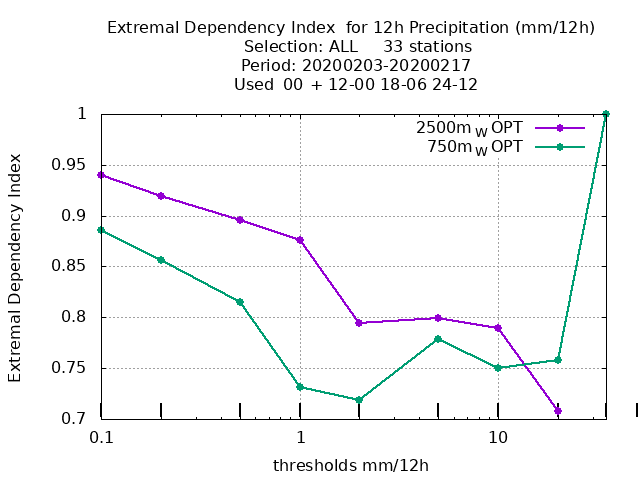 Extremal Dependency Index  for 12h Precipitation (mm/12h)
Selection: ALL     33 stations
Period: 20200203-20200217
Used  00  + 12-00 18-06 24-12
2500m W OPT
750m W OPT
1
0.95
0.9
0.85
0.8
0.75
0.7
Extremal Dependency Index
0.1 1 10
thresholds mm/12h